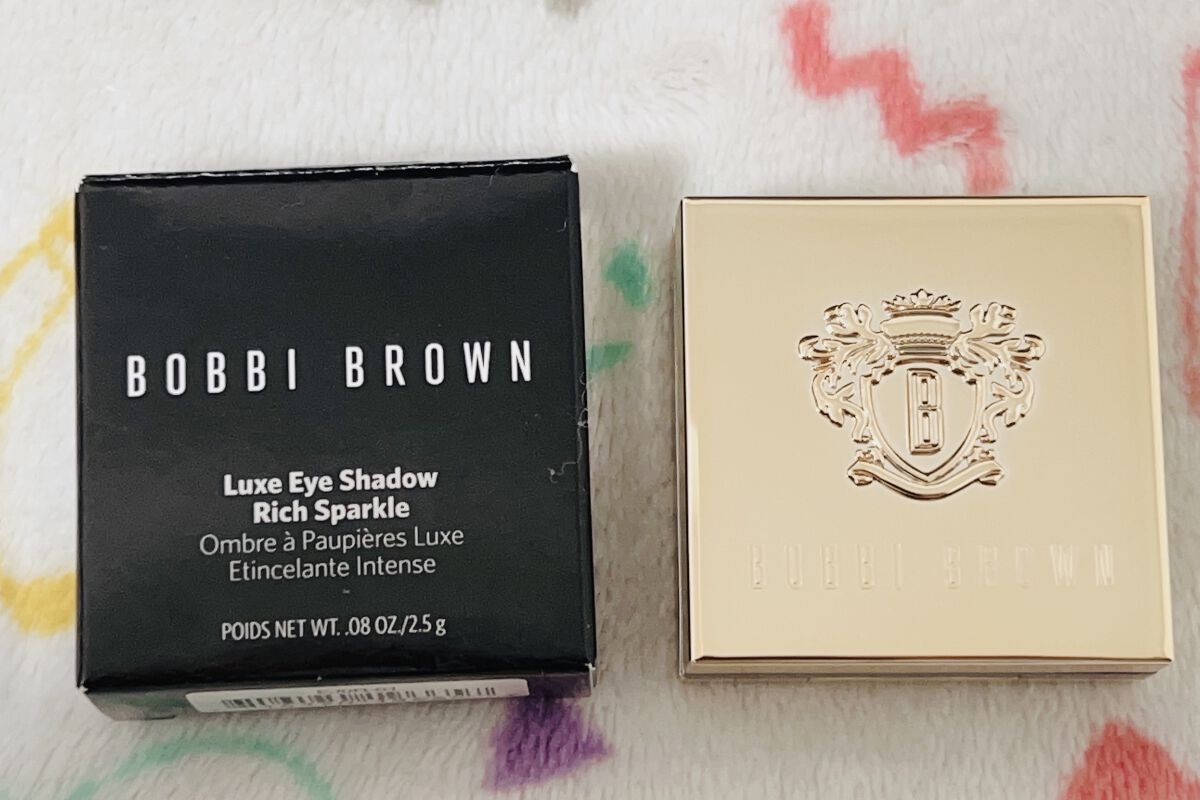 BOBBI BROWN
Luxe Eye Shadow
Rich Sparkle
Ombre à Paupières Luxe
Etincelante Intense
POIDS NET WT. .08 OZ./2.5 g
B
BOBBI BROWN